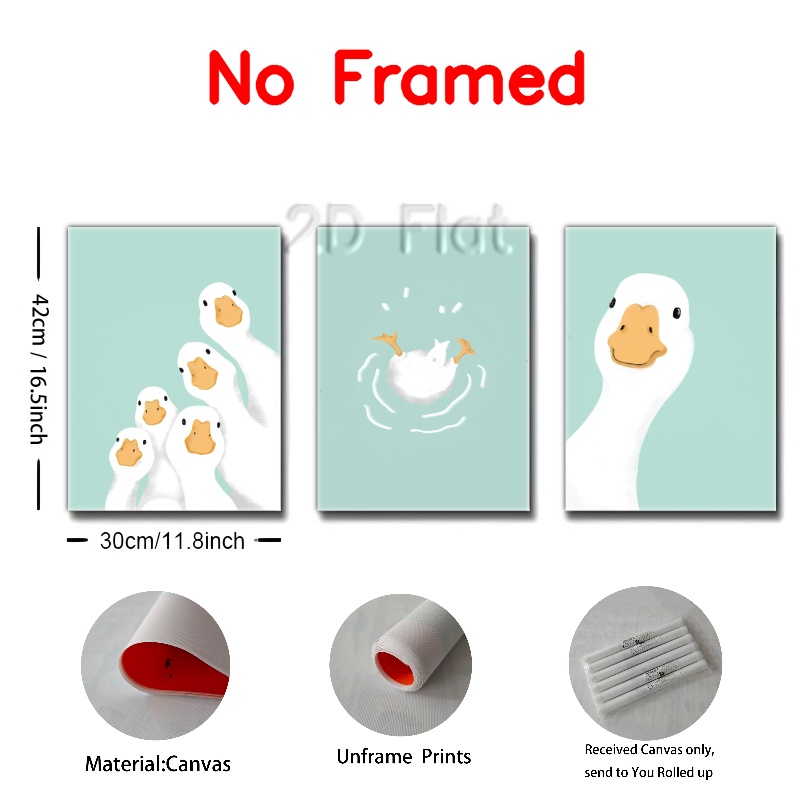 No Framed
2D Flat
42cm / 16.5inch
30cm/11.8inch
Material:Canvas
Unframe Prints
Received Canvas only,
send to You Rolled up